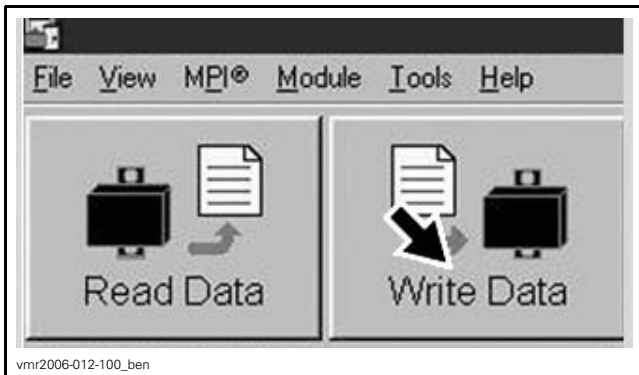 File View MPI® Module Tools Help
Read Data Write Data
vmr2006-012-100_ben